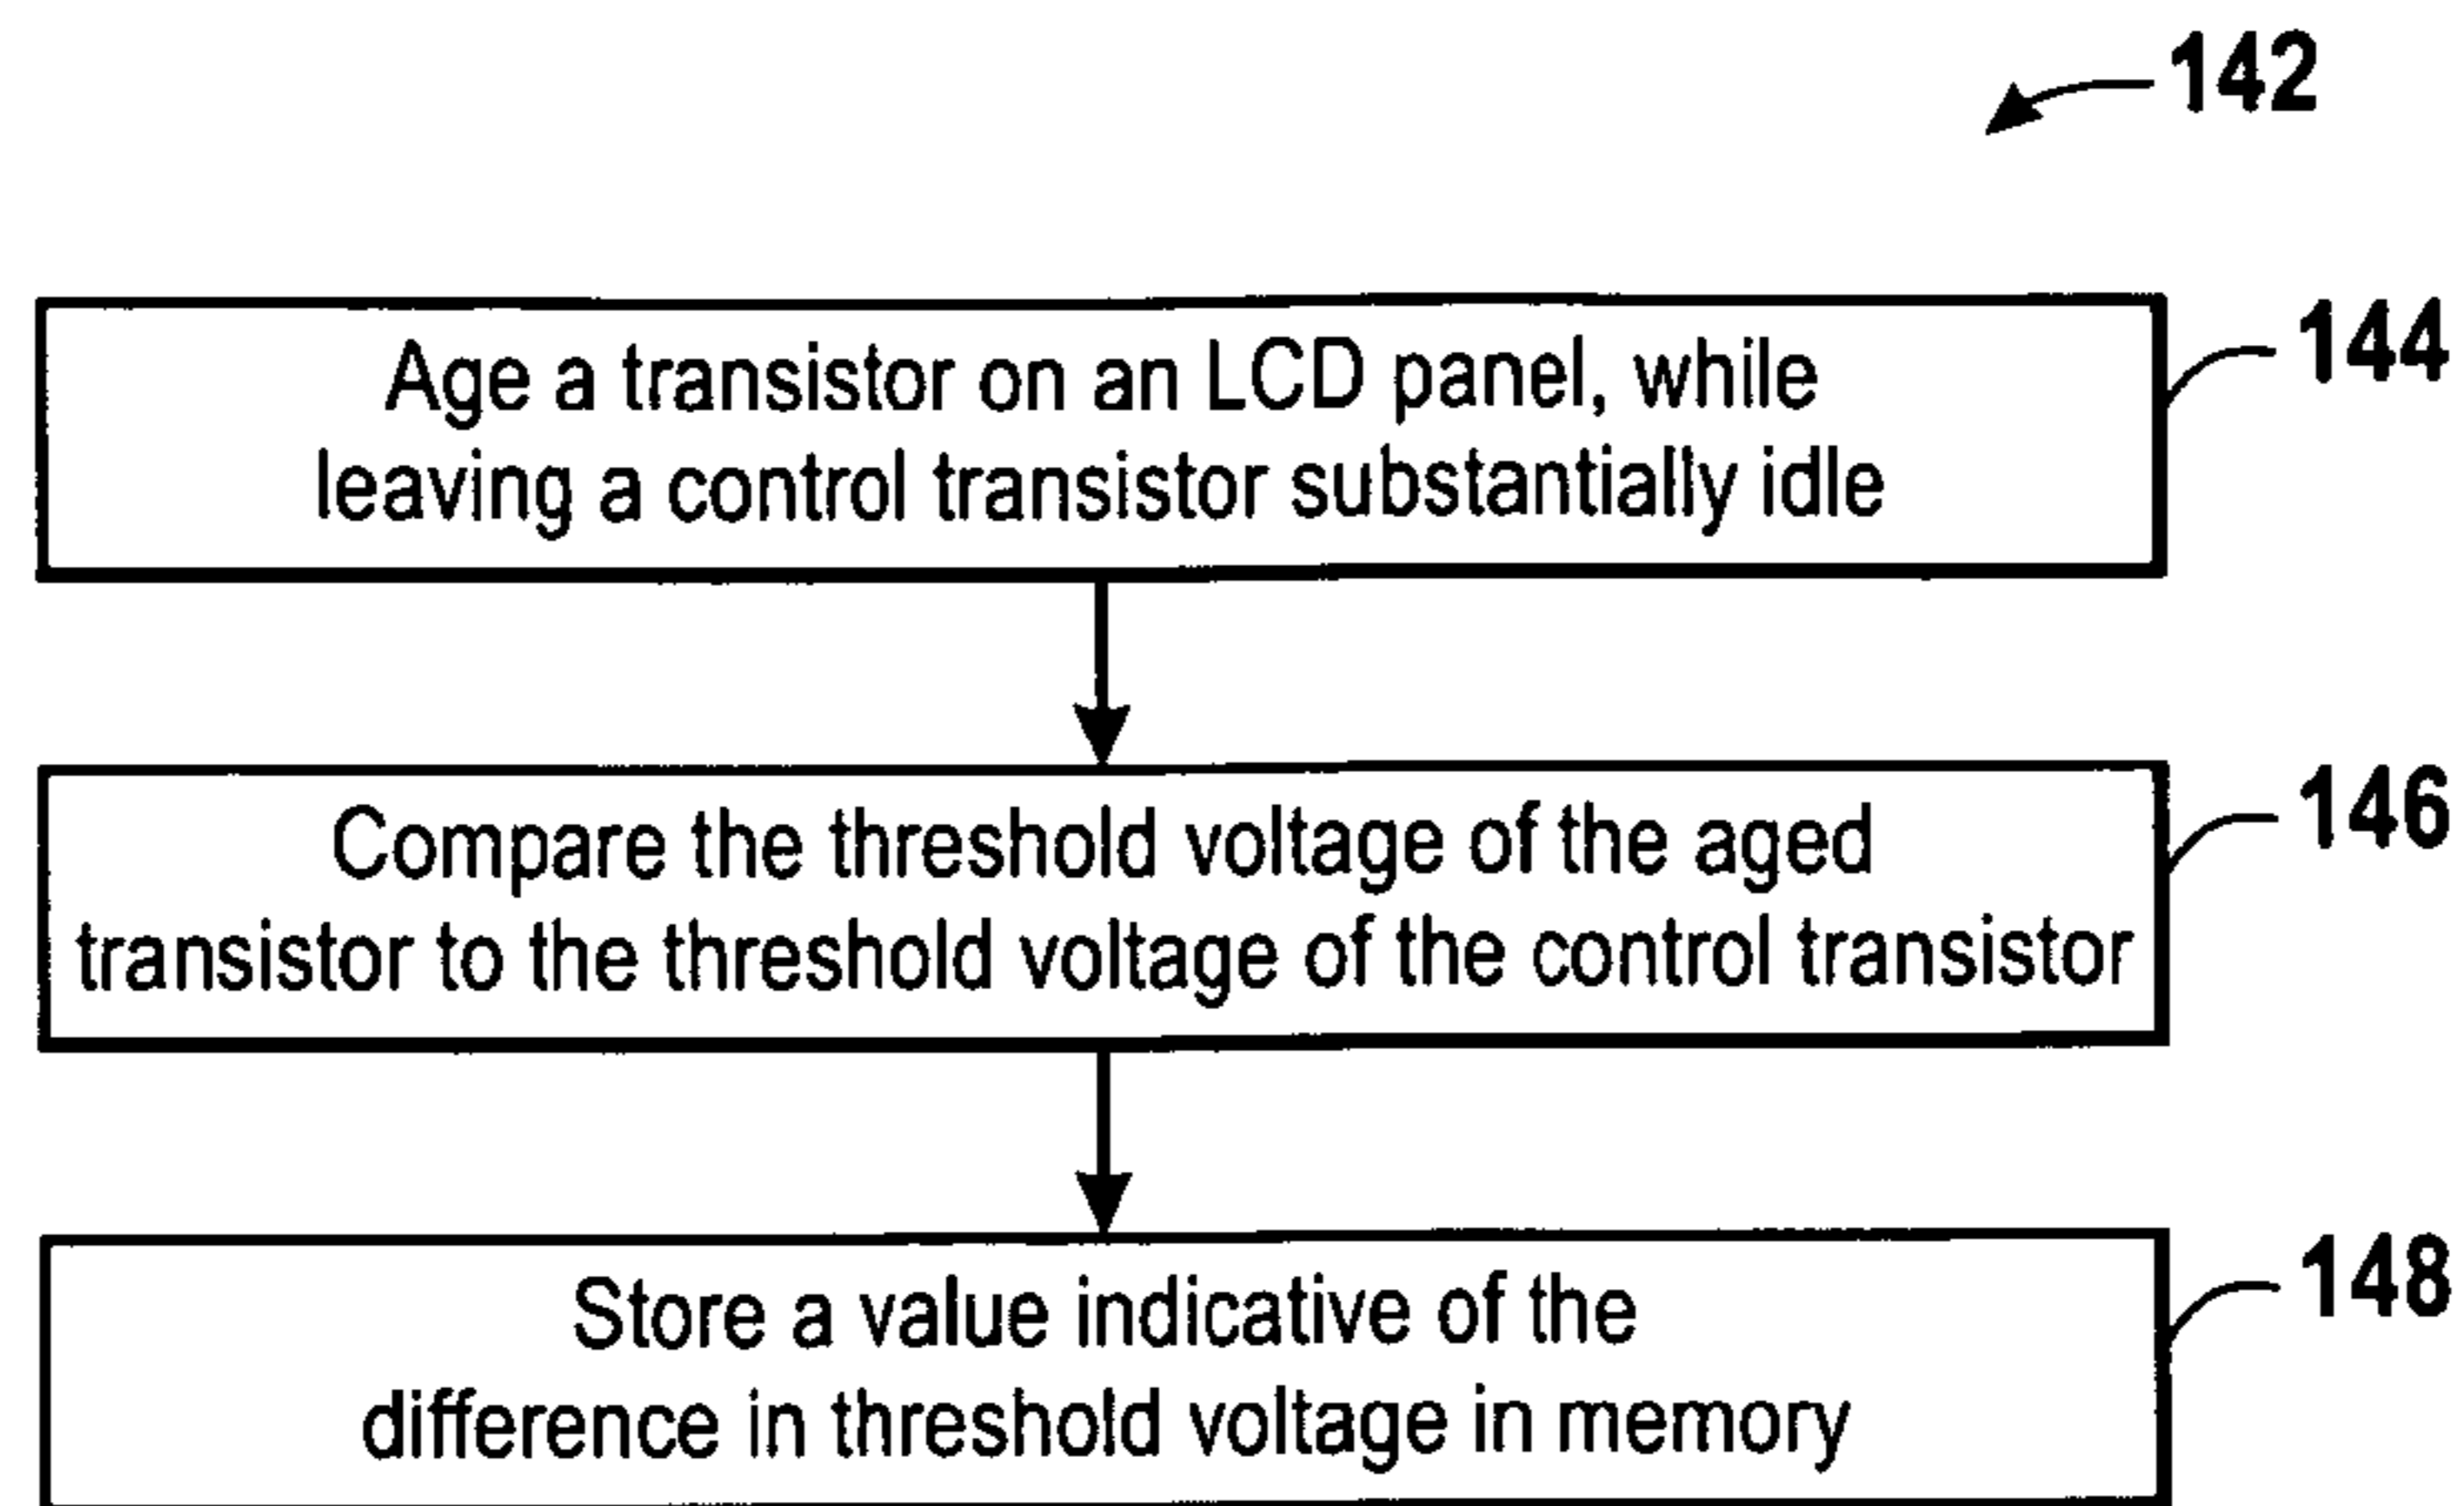 142
Age a transistor on an LCD panel, while
leaving a control transistor substantially idle
144
Compare the threshold voltage of the aged
transistor to the threshold voltage of the control transistor
146
Store a value indicative of the
difference in threshold voltage in memory
148